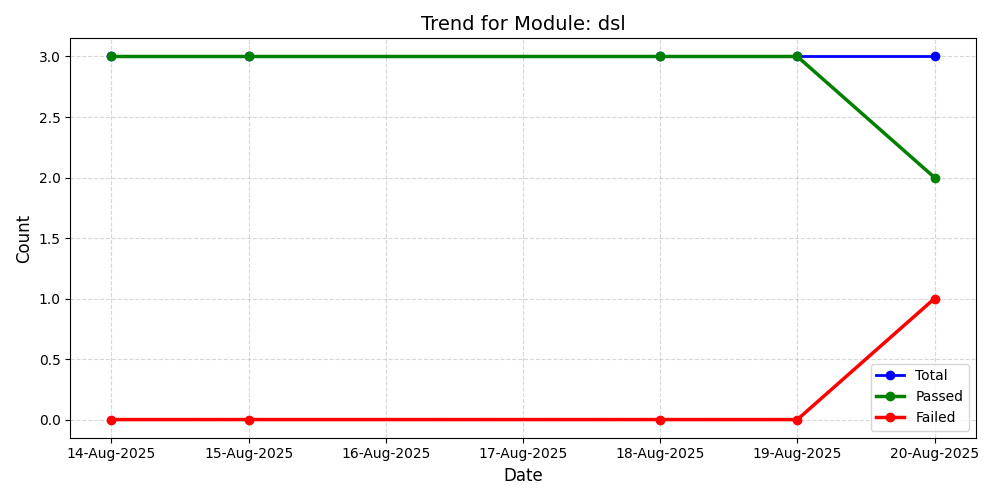 Trend for Module: dsl
3.0
2.5
2.0
1.5
1.0
0.5
0.0
Count
14-Aug-2025
15-Aug-2025
16-Aug-2025
17-Aug-2025
18-Aug-2025
19-Aug-2025
20-Aug-2025
Date
Total
Passed
Failed